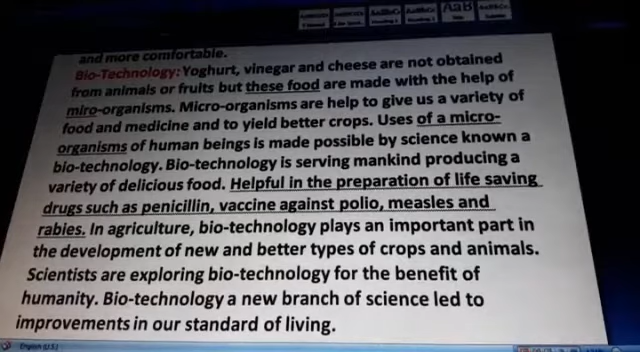 and more comfortable.
Bio-Technology: Yoghurt, vinegar and cheese are not obtained
from animals or fruits but these food are made with the help of
miro-organisms. Micro-organisms are help to give us a variety of
food and medicine and to yield better crops. Uses of a micro-
organisms of human beings is made possible by science known a
bio-technology. Bio-technology is serving mankind producing a
variety of delicious food. Helpful in the preparation of life saving
drugs such as penicillin, vaccine against polio, measles and
rabies. In agriculture, bio-technology plays an important part in
the development of new and better types of crops and animals.
Scientists are exploring bio-technology for the benefit of
humanity. Bio-technology a new branch of science led to
improvements in our standard of living.
English (U.S.)